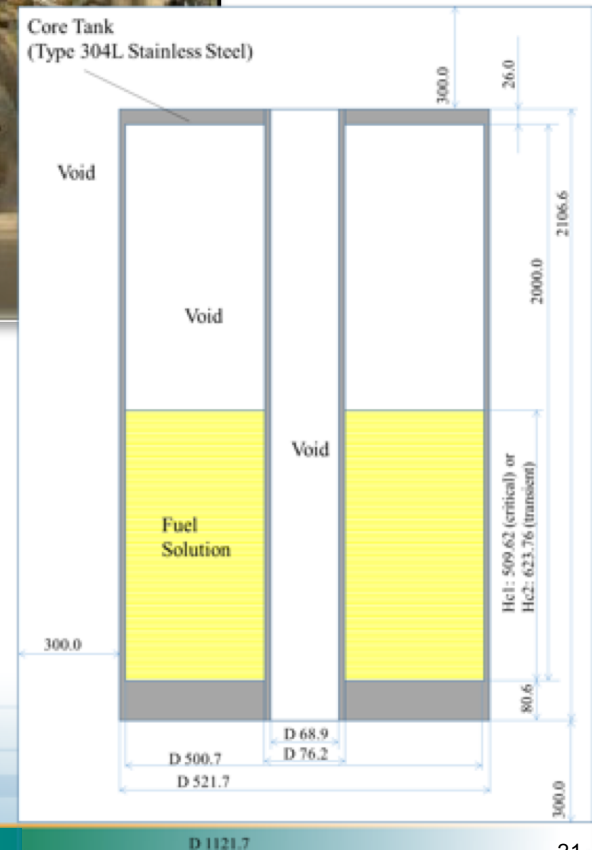 Core Tank
(Type 304L Stainless Steel)
300.0
26.0
Void
2106.6
2000.0
Void
Void
Hc1: 509.62 (critical) or
Hc2: 623.76 (transient)
Fuel
Solution
300.0
80.6
D 68.9
D 500.7
D 76.2
D 521.7
300.0
D 1121.7